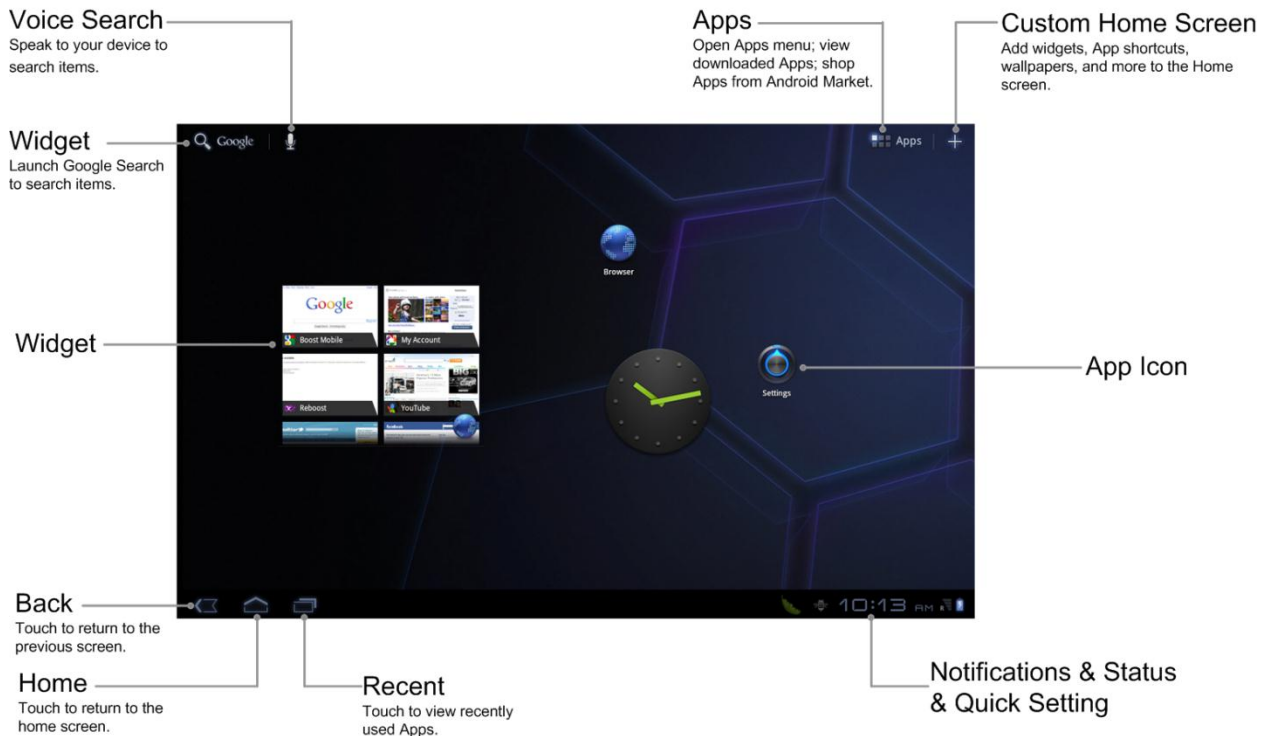 Voice Search
Speak to your device to
search items.
Apps
Open Apps menu; view
downloaded Apps; shop
Apps from Android Market.
Custom Home Screen
Add widgets, App shortcuts,
wallpapers, and more to the Home
screen.
Widget
Launch Google Search
to search items.
Google
Apps
Browser
Google
Boost Mobile
My Account
Widget
App Icon
Settings
Reboost
YouTube
facebook
10:13 AM
Back
Touch to return to the
previous screen.
Home
Touch to return to the
home screen.
Recent
Touch to view recently
used Apps.
Notifications & Status
& Quick Setting